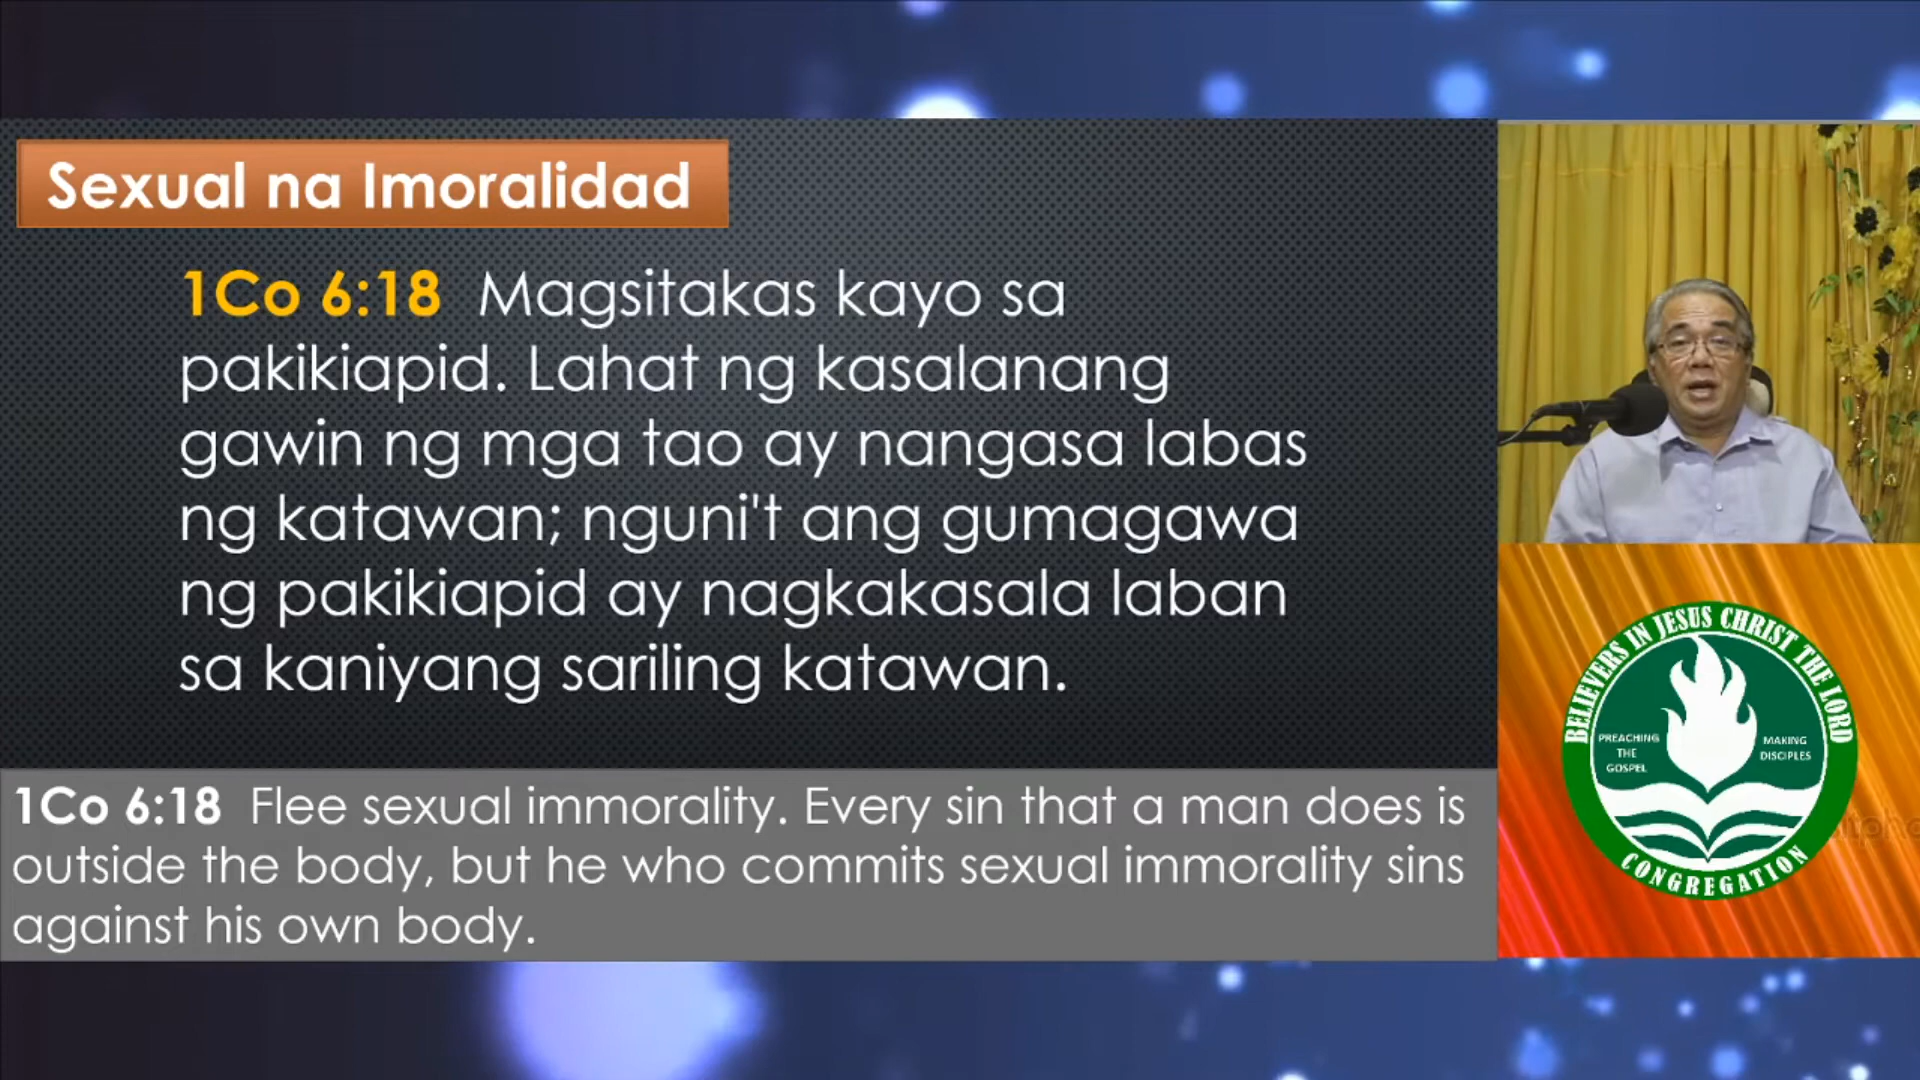 Sexual na Imoralidad
1Co 6:18 Magsitakas kayo sa
pakikiapid. Lahat ng kasalanang
gawin ng mga tao ay nangasa labas
ng katawan; nguni't ang gumagawa
ng pakikiapid ay nagkakasala laban
sa kaniyang sariling katawan.
1Co 6:18 Flee sexual immorality. Every sin that a man does is
outside the body, but he who commits sexual immorality sins
against his own body.
BELIEVERS IN JESUS CHRIST THE LORD
PREACHING
THE
GOSPEL
MAKING
DISCIPLES
CONGREGATION